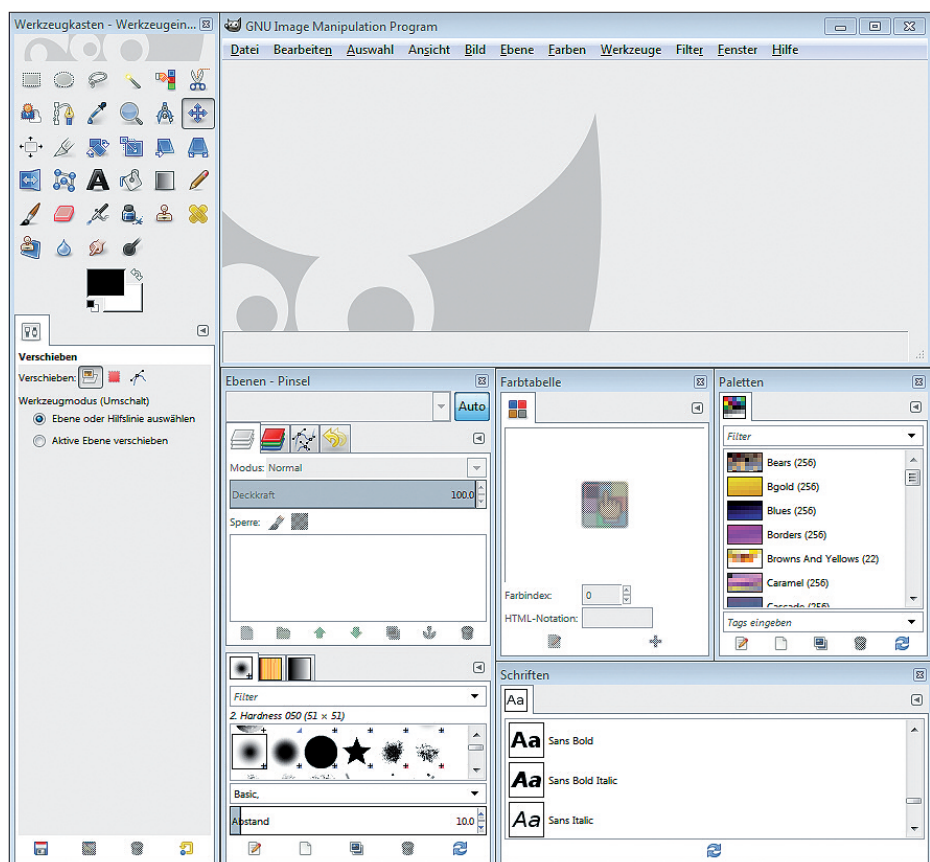 Werkzeugkasten - Werkzeugein...
GNU Image Manipulation Program
Datei Bearbeiten Auswahl Ansicht Bild Ebene Farben Werkzeuge Filter Fenster Hilfe
Verschieben
Verschieben:
Werkzeugmodus (Umschalt)
Ebene oder Hilfslinie auswählen
Aktive Ebene verschieben
Ebenen - Pinsel
Auto
Modus: Normal
Deckkraft 100.0
Sperre:
Filter
2. Hardness 050 (51 × 51)
Basic,
Abstand 10.0
Farbtabelle
Farbindex: 0
HTML-Notation:
Paletten
Filter
Bears (256)
Bgold (256)
Blues (256)
Borders (256)
Browns And Yellows (22)
Caramel (256)
Cascade (256)
Tags eingeben
Schriften
Aa
Aa Sans Bold
Aa Sans Bold Italic
Aa Sans Italic